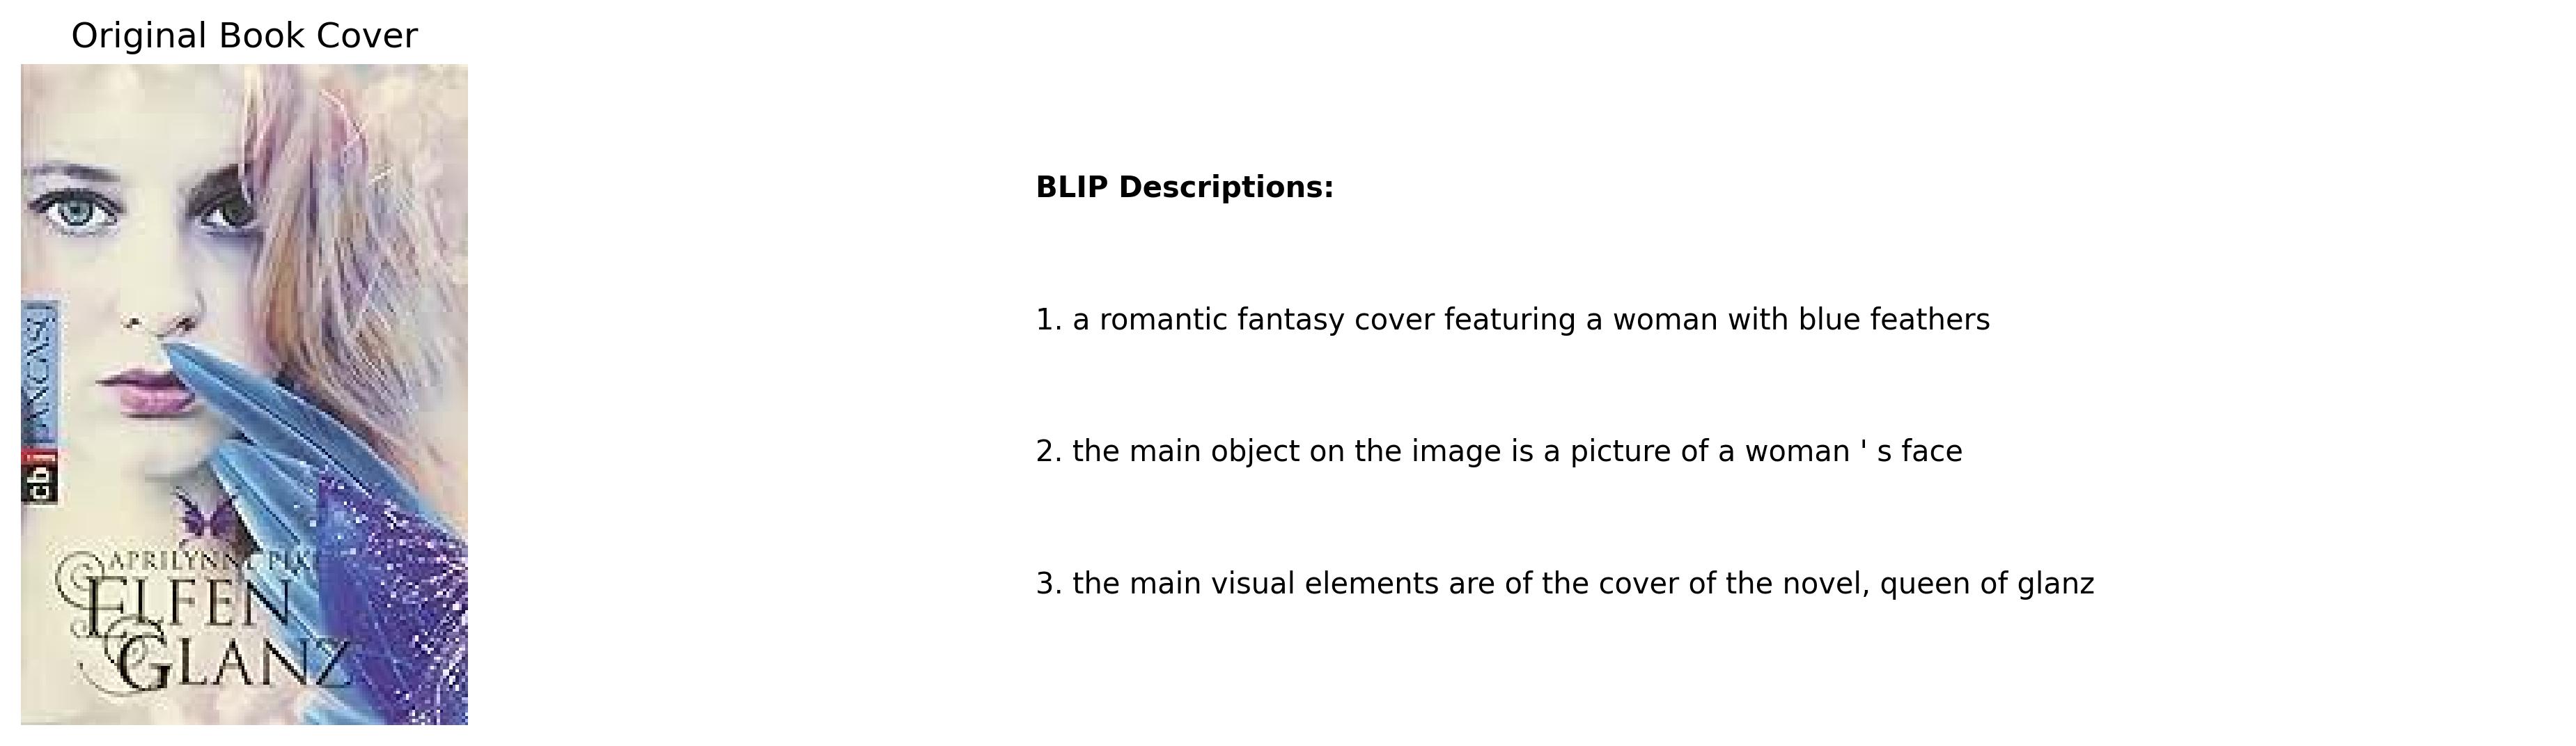 Original Book Cover
FANTASY
cbj
APRILYNNE PIKE
ELFEN
GLANZ
BLIP Descriptions:
1. a romantic fantasy cover featuring a woman with blue feathers
2. the main object on the image is a picture of a woman ' s face
3. the main visual elements are of the cover of the novel, queen of glanz